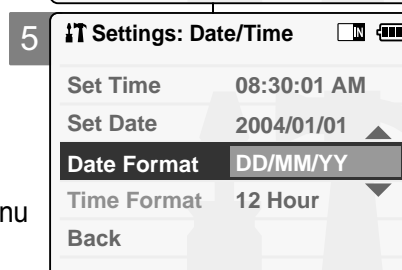 5
Settings: Date/Time IN
Set Time 08:30:01 AM
Set Date 2004/01/01
Date Format DD/MM/YY
nu
Time Format 12 Hour
Back